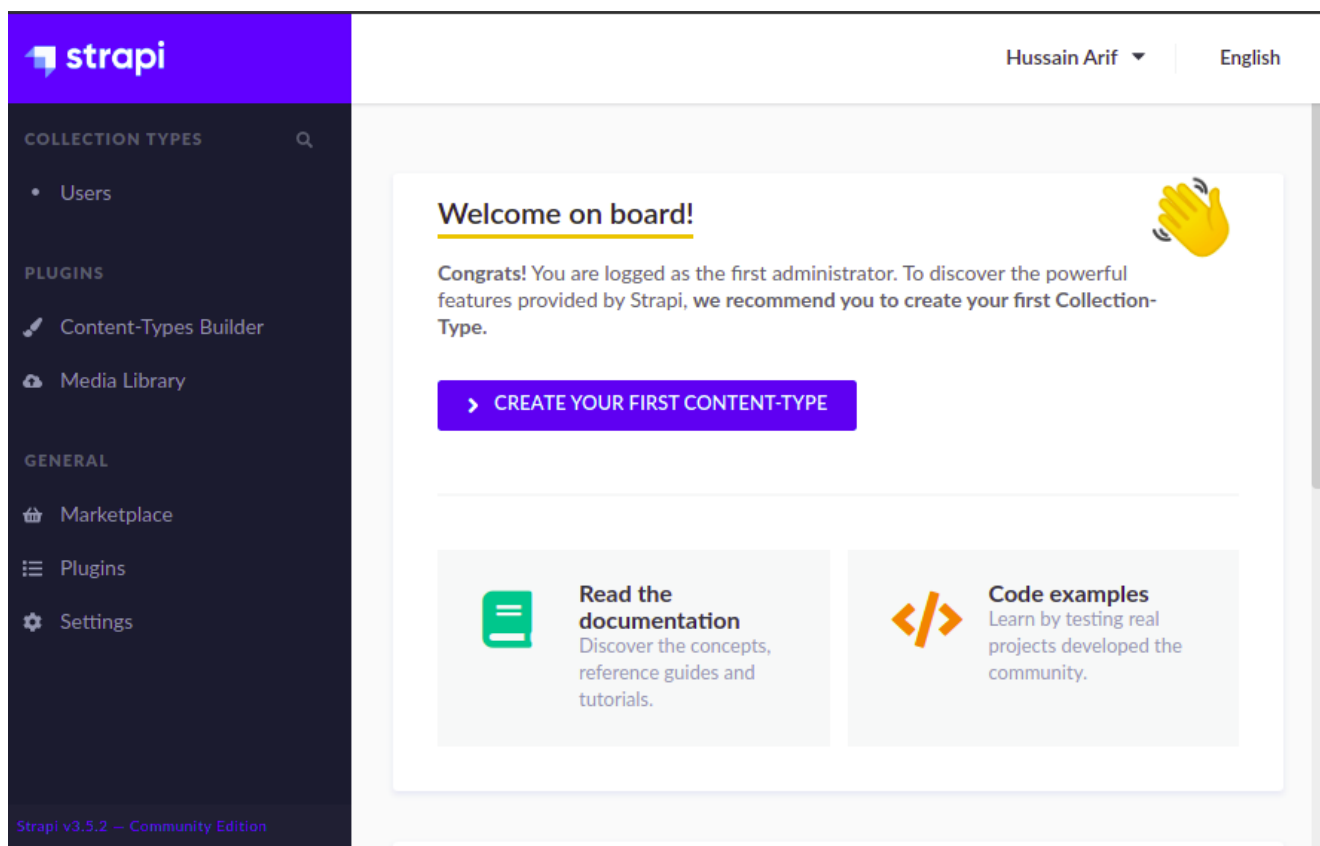 strapi
Hussain Arif
English
COLLECTION TYPES
Users
PLUGINS
Content-Types Builder
Media Library
GENERAL
Marketplace
Plugins
Settings
Strapi v3.5.2 — Community Edition
Welcome on board!
Congrats! You are logged as the first administrator. To discover the powerful
features provided by Strapi, we recommend you to create your first Collection-
Type.
CREATE YOUR FIRST CONTENT-TYPE
Read the
documentation
Discover the concepts,
reference guides and
tutorials.
Code examples
Learn by testing real
projects developed the
community.